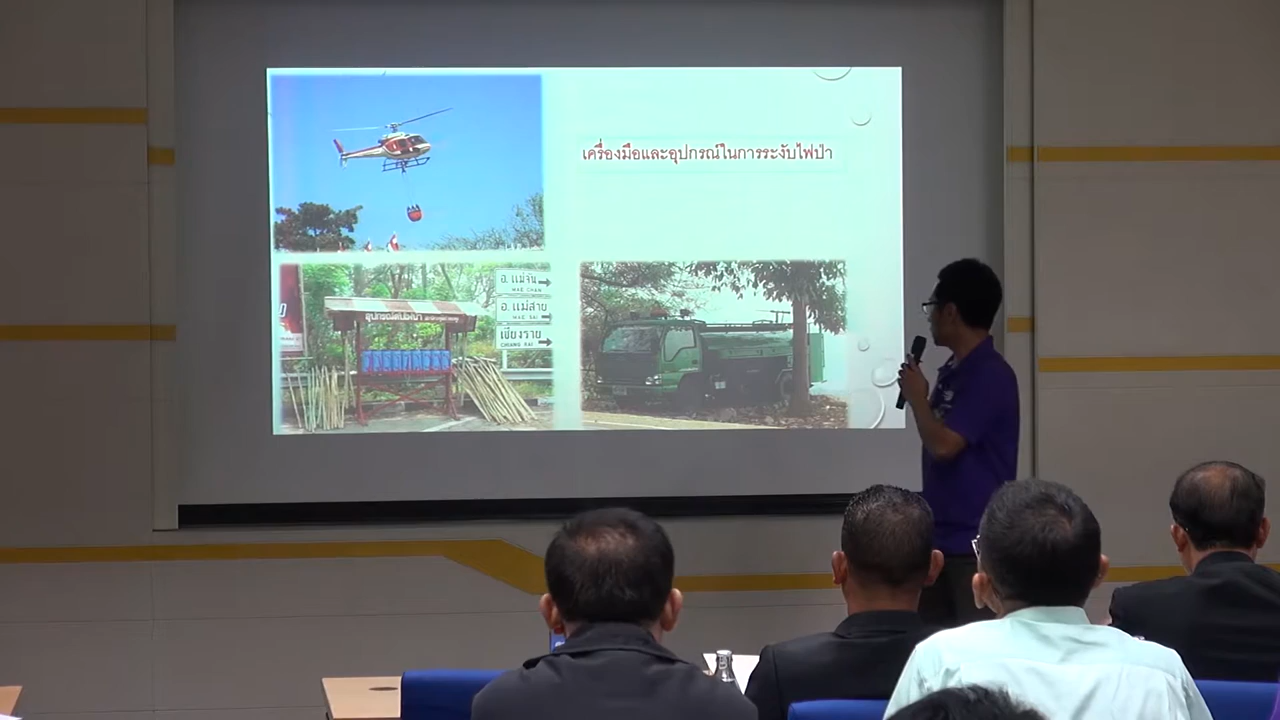 เครื่องมือและอุปกรณ์ในการระงับไฟป่า
อ. แม่จัน
MAE CHAN
อ. แม่สาย
MAE SAI
เชียงราย
CHIANG RAI